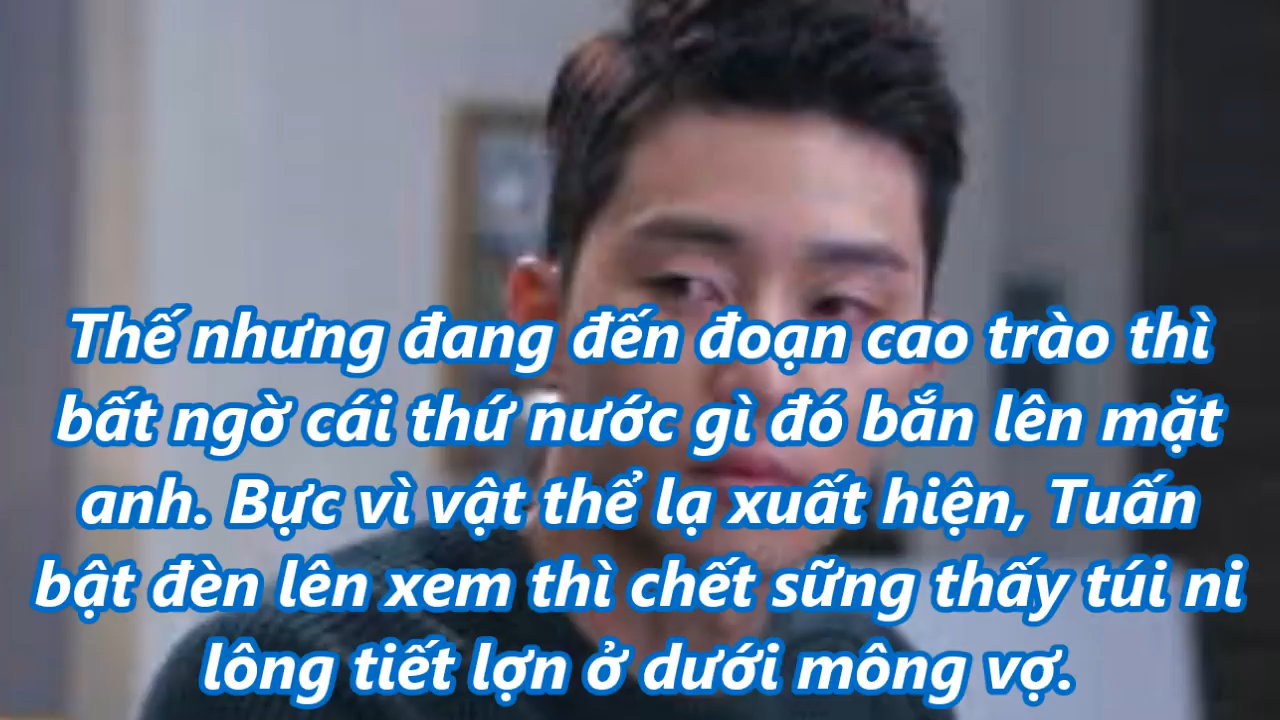 Thế nhưng đang đến đoạn cao trào thì
bất ngờ cái thứ nước gì đó bắn lên mặt
anh. Bực vì vật thể lạ xuất hiện, Tuấn
bật đèn lên xem thì chết sững thấy túi ni
lông tiết lợn ở dưới mông vợ.